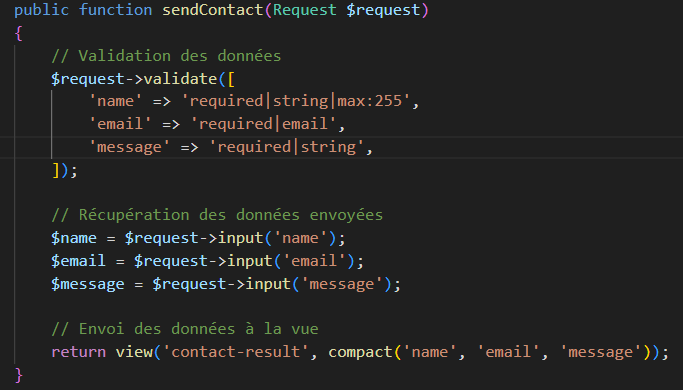 public function sendContact(Request $request)
{
    // Validation des données
    $request->validate([
        'name' => 'required|string|max:255',
        'email' => 'required|email',
        'message' => 'required|string',
    ]);

    // Récupération des données envoyées
    $name = $request->input('name');
    $email = $request->input('email');
    $message = $request->input('message');

    // Envoi des données à la vue
    return view('contact-result', compact('name', 'email', 'message'));
}